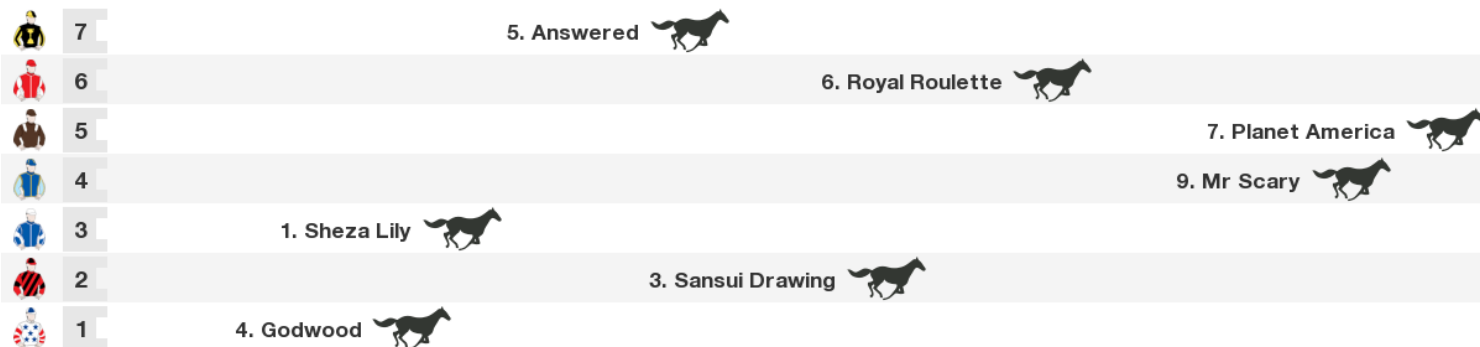 7 5. Answered
6 6. Royal Roulette
5 7. Planet America
4 9. Mr Scary
3 1. Sheza Lily
2 3. Sansui Drawing
1 4. Godwood